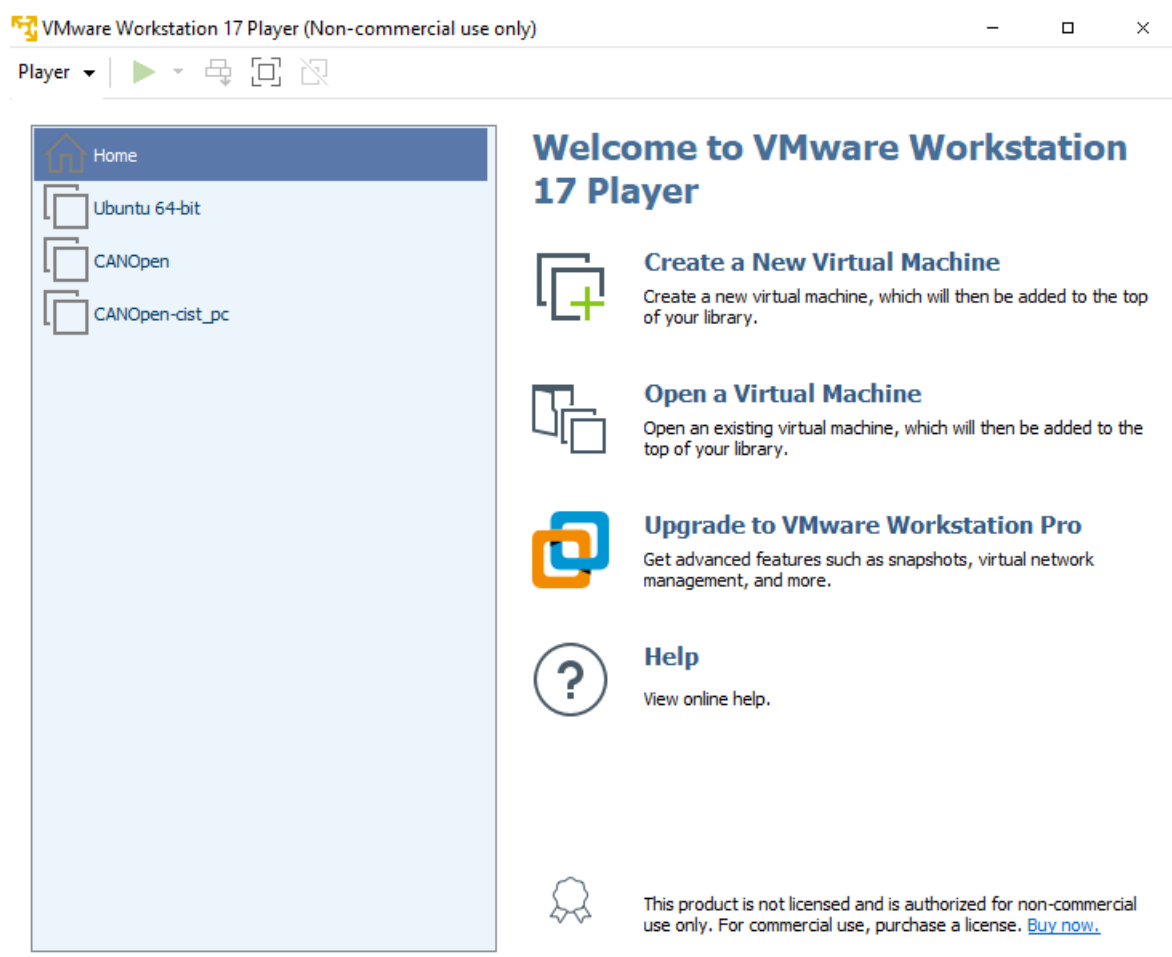 VMware Workstation 17 Player (Non-commercial use only)
Player
Home
Ubuntu 64-bit
CANOpen
CANOpen-cist_pc
Welcome to VMware Workstation
17 Player
Create a New Virtual Machine
Create a new virtual machine, which will then be added to the top
of your library.
Open a Virtual Machine
Open an existing virtual machine, which will then be added to the
top of your library.
Upgrade to VMware Workstation Pro
Get advanced features such as snapshots, virtual network
management, and more.
Help
View online help.
This product is not licensed and is authorized for non-commercial
use only. For commercial use, purchase a license. Buy now.